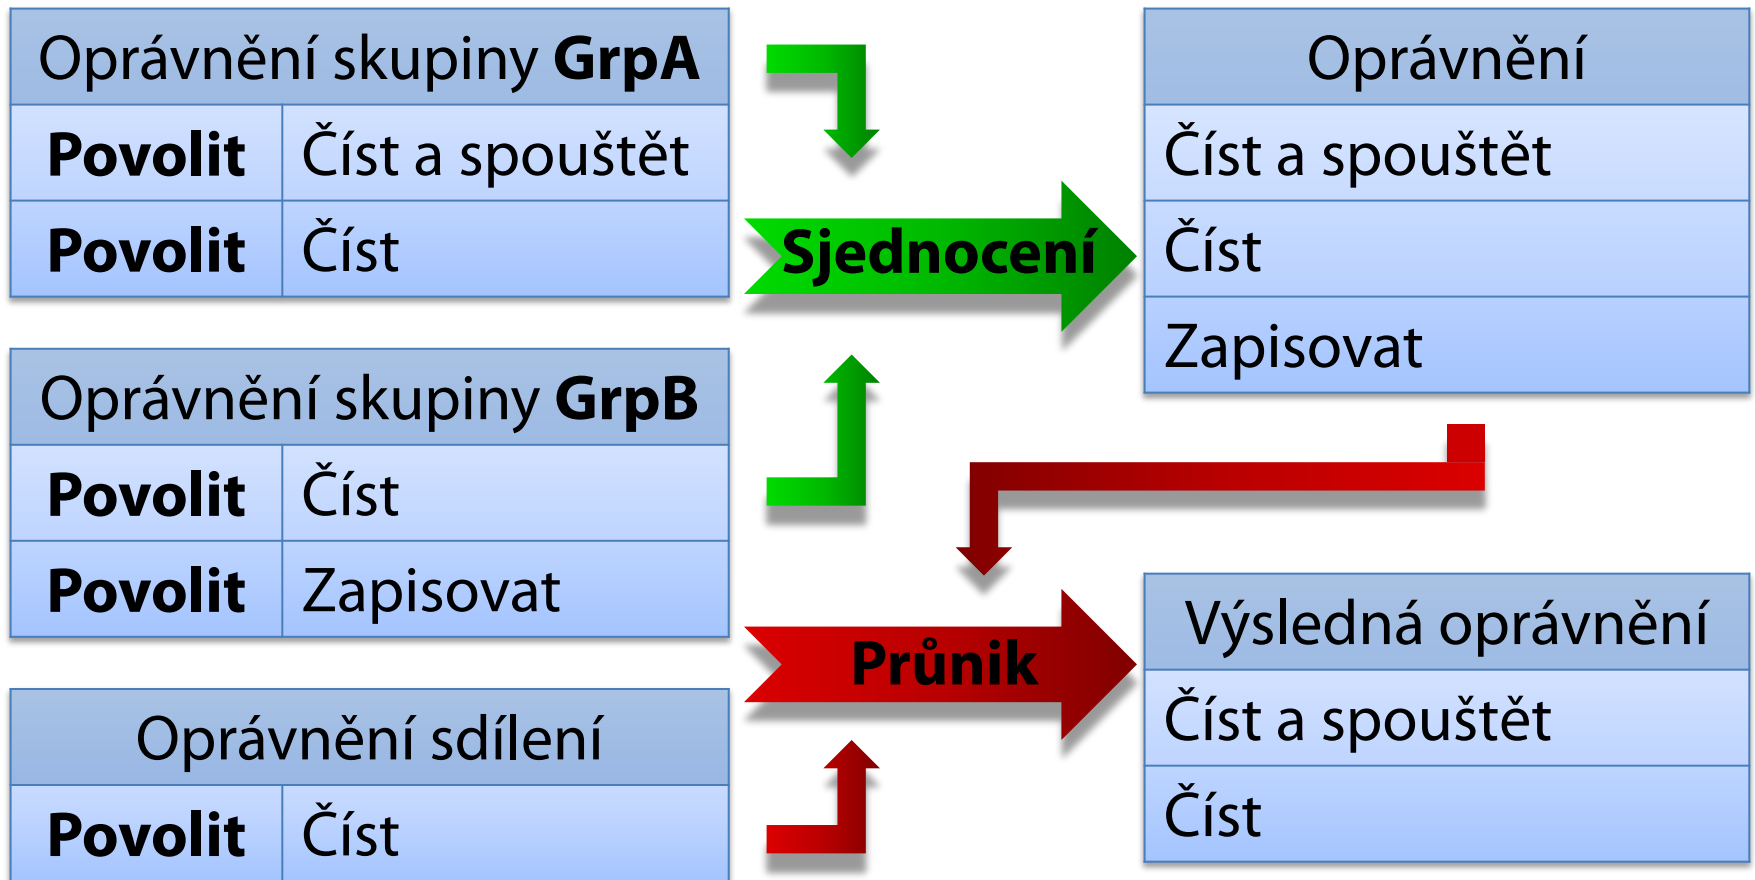 Oprávnění skupiny GrpA
Povolit Číst a spouštět
Povolit Číst
Sjednocení
Oprávnění
Číst a spouštět
Číst
Zapisovat
Oprávnění skupiny GrpB
Povolit Číst
Povolit Zapisovat
Oprávnění sdílení
Povolit Číst
Průnik
Výsledná oprávnění
Číst a spouštět
Číst